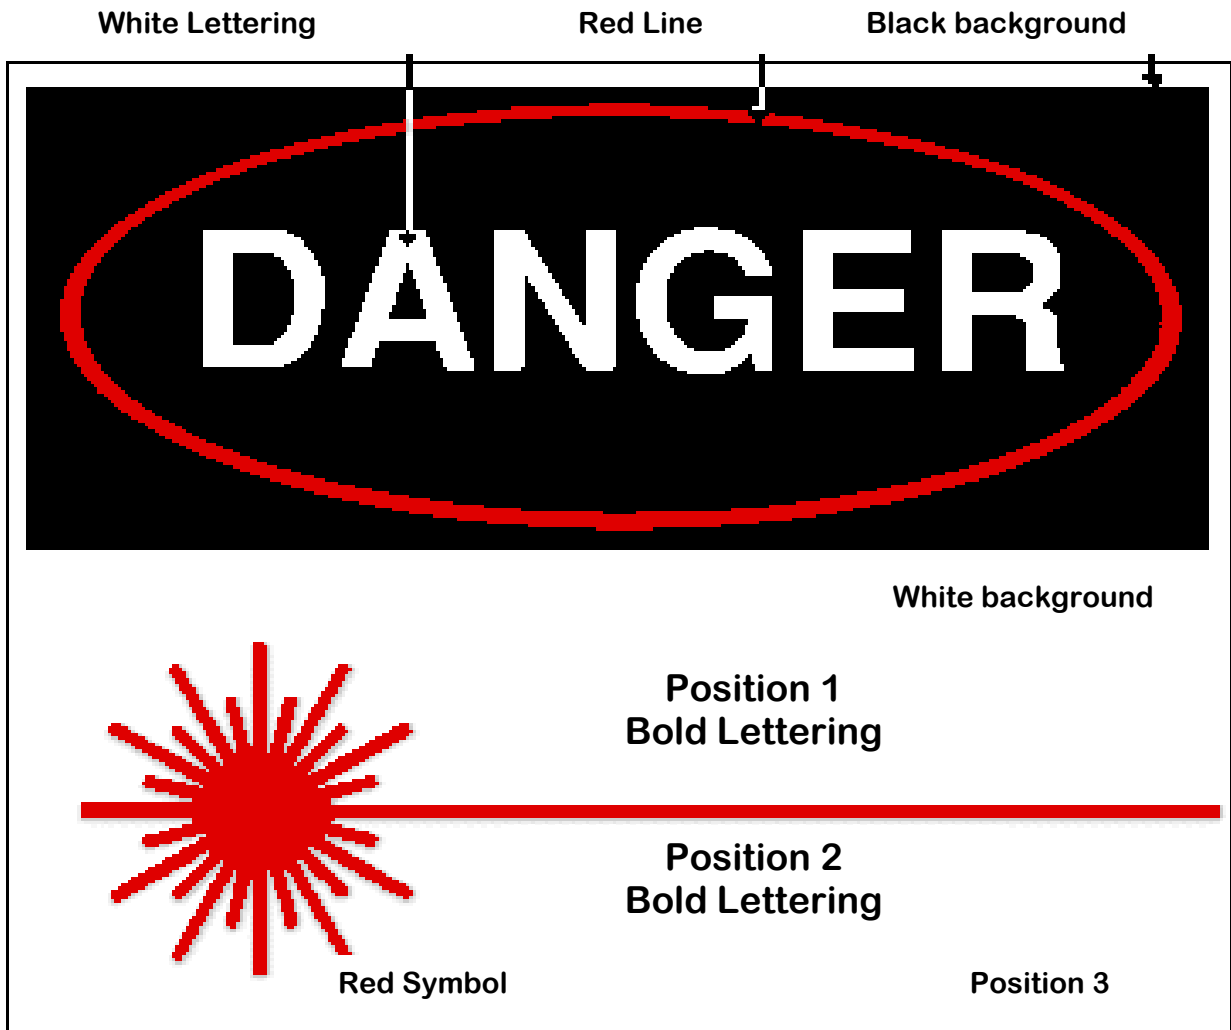 White Lettering Red Line Black background
DANGER
White background
Position 1
Bold Lettering
Position 2
Bold Lettering
Red Symbol Position 3